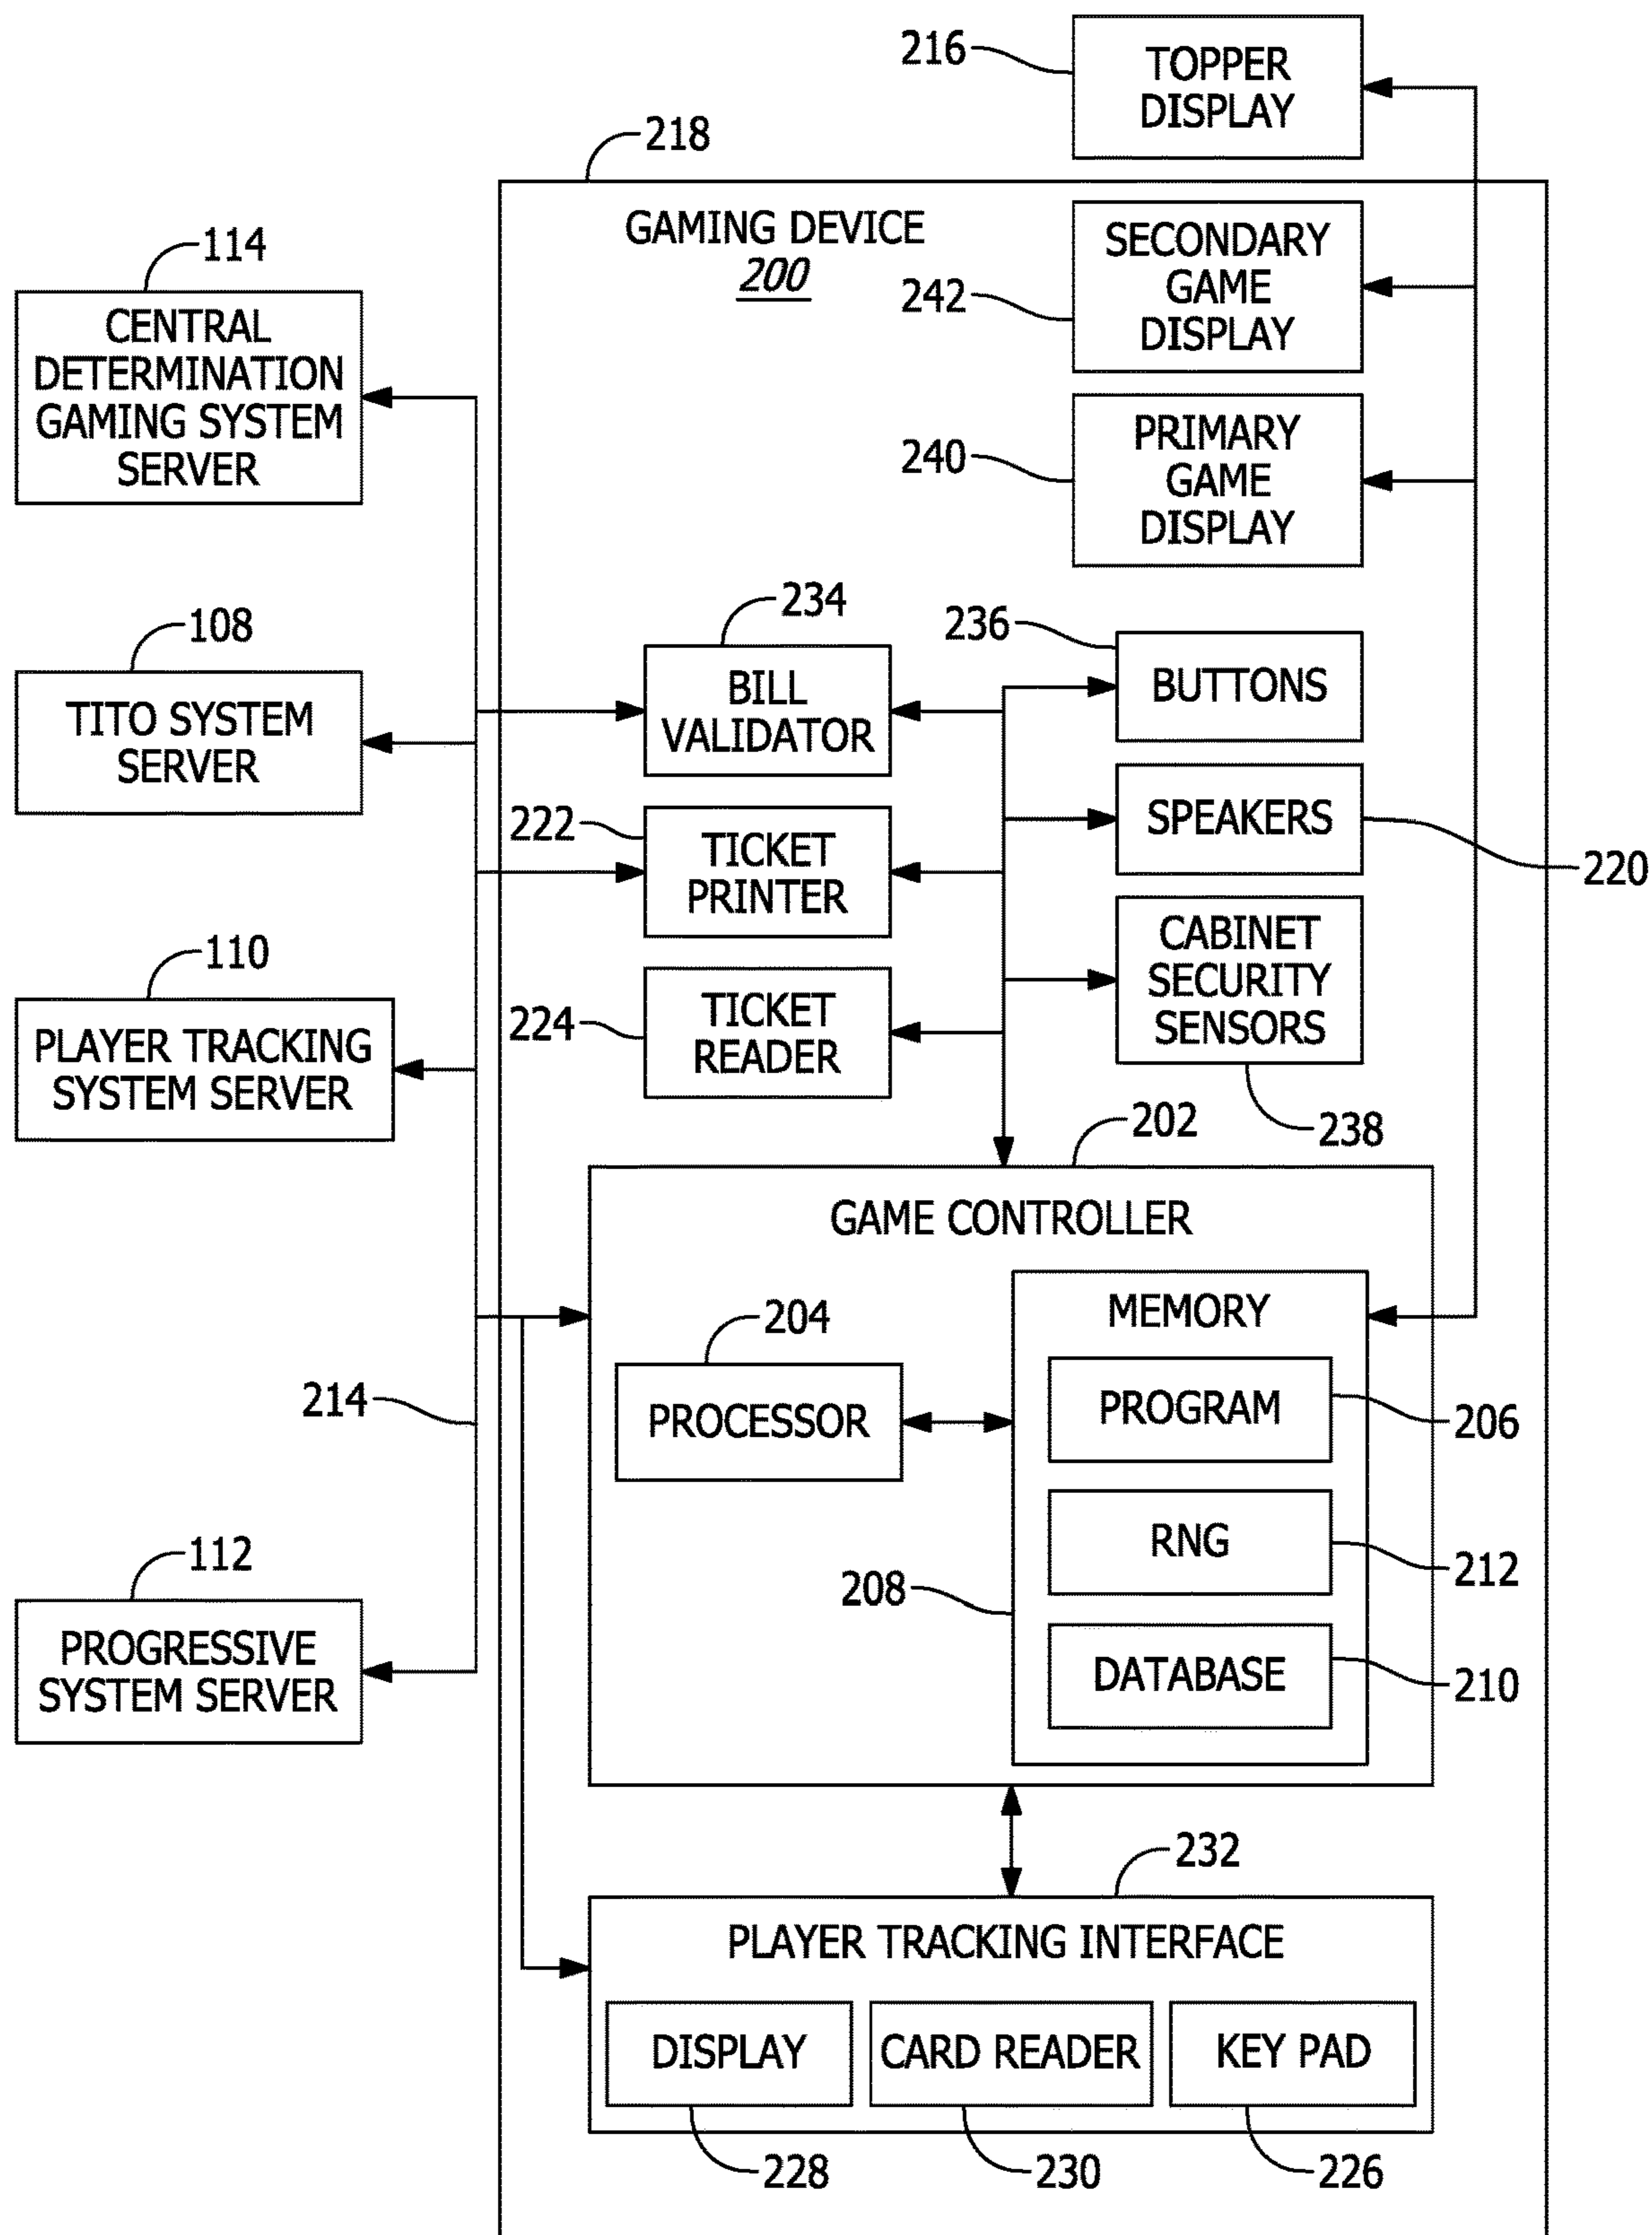 216
TOPPER
DISPLAY
218
GAMING DEVICE
200
114
CENTRAL
DETERMINATION
GAMING SYSTEM
SERVER
242
SECONDARY
GAME
DISPLAY
240
PRIMARY
GAME
DISPLAY
108
TITO SYSTEM
SERVER
234
BILL
VALIDATOR
236
BUTTONS
222
TICKET
PRINTER
SPEAKERS
220
110
PLAYER TRACKING
SYSTEM SERVER
224
TICKET
READER
CABINET
SECURITY
SENSORS
238
202
GAME CONTROLLER
204
PROCESSOR
MEMORY
PROGRAM
206
214
RNG
212
208
DATABASE
210
112
PROGRESSIVE
SYSTEM SERVER
232
PLAYER TRACKING INTERFACE
DISPLAY
CARD READER
KEY PAD
228
230
226